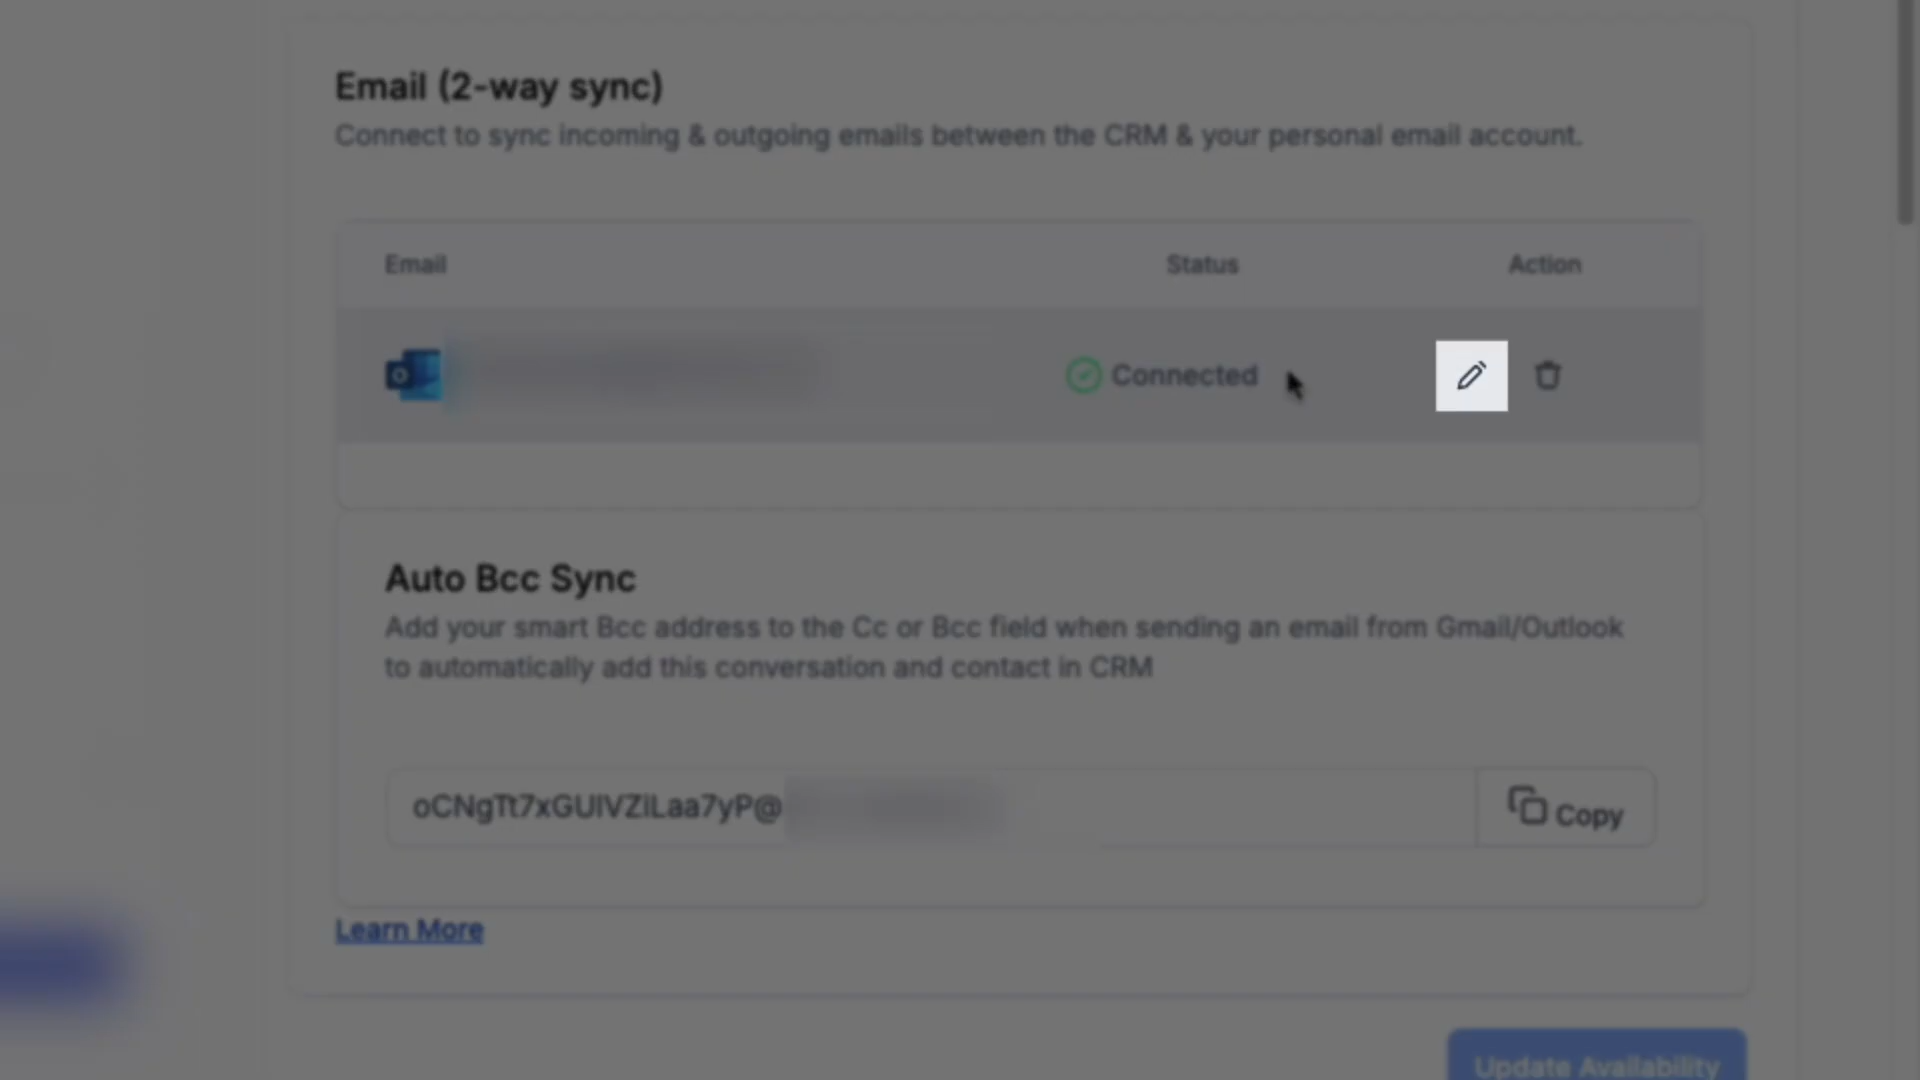 Email (2-way sync)
Connect to sync incoming & outgoing emails between the CRM & your personal email account.
Email Status Action
Connected
Auto Bcc Sync
Add your smart Bcc address to the Cc or Bcc field when sending an email from Gmail/Outlook
to automatically add this conversation and contact in CRM
oCNgTt7xGUIVZiLaa7yP@
Copy
Learn More
Update Availability